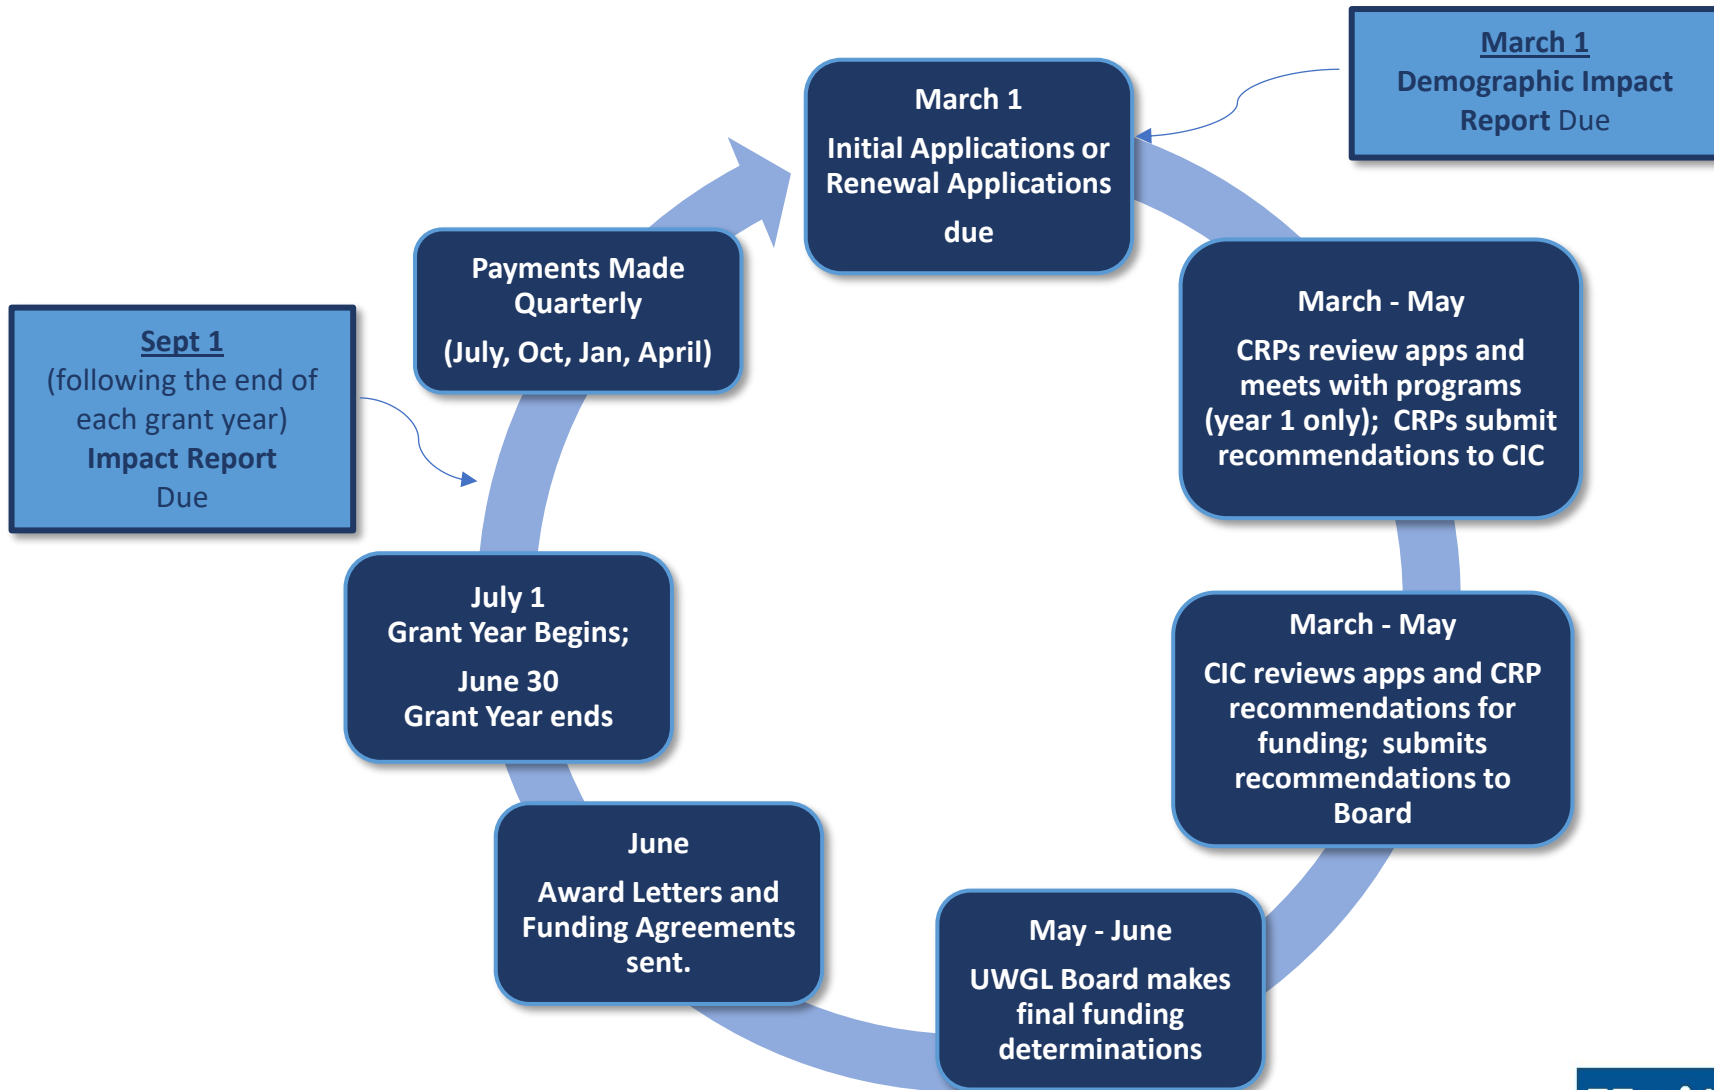 March 1
Demographic Impact
Report Due
March 1
Initial Applications or
Renewal Applications
due
March - May
CRPs review apps and
meets with programs
(year 1 only);  CRPs submit
recommendations to CIC
March - May
CIC reviews apps and CRP
recommendations for
funding;  submits
recommendations to
Board
May - June
UWGL Board makes
final funding
determinations
June
Award Letters and
Funding Agreements
sent.
July 1
Grant Year Begins;
June 30
Grant Year ends
Sept 1
(following the end of
each grant year)
Impact Report
Due
Payments Made
Quarterly
(July, Oct, Jan, April)